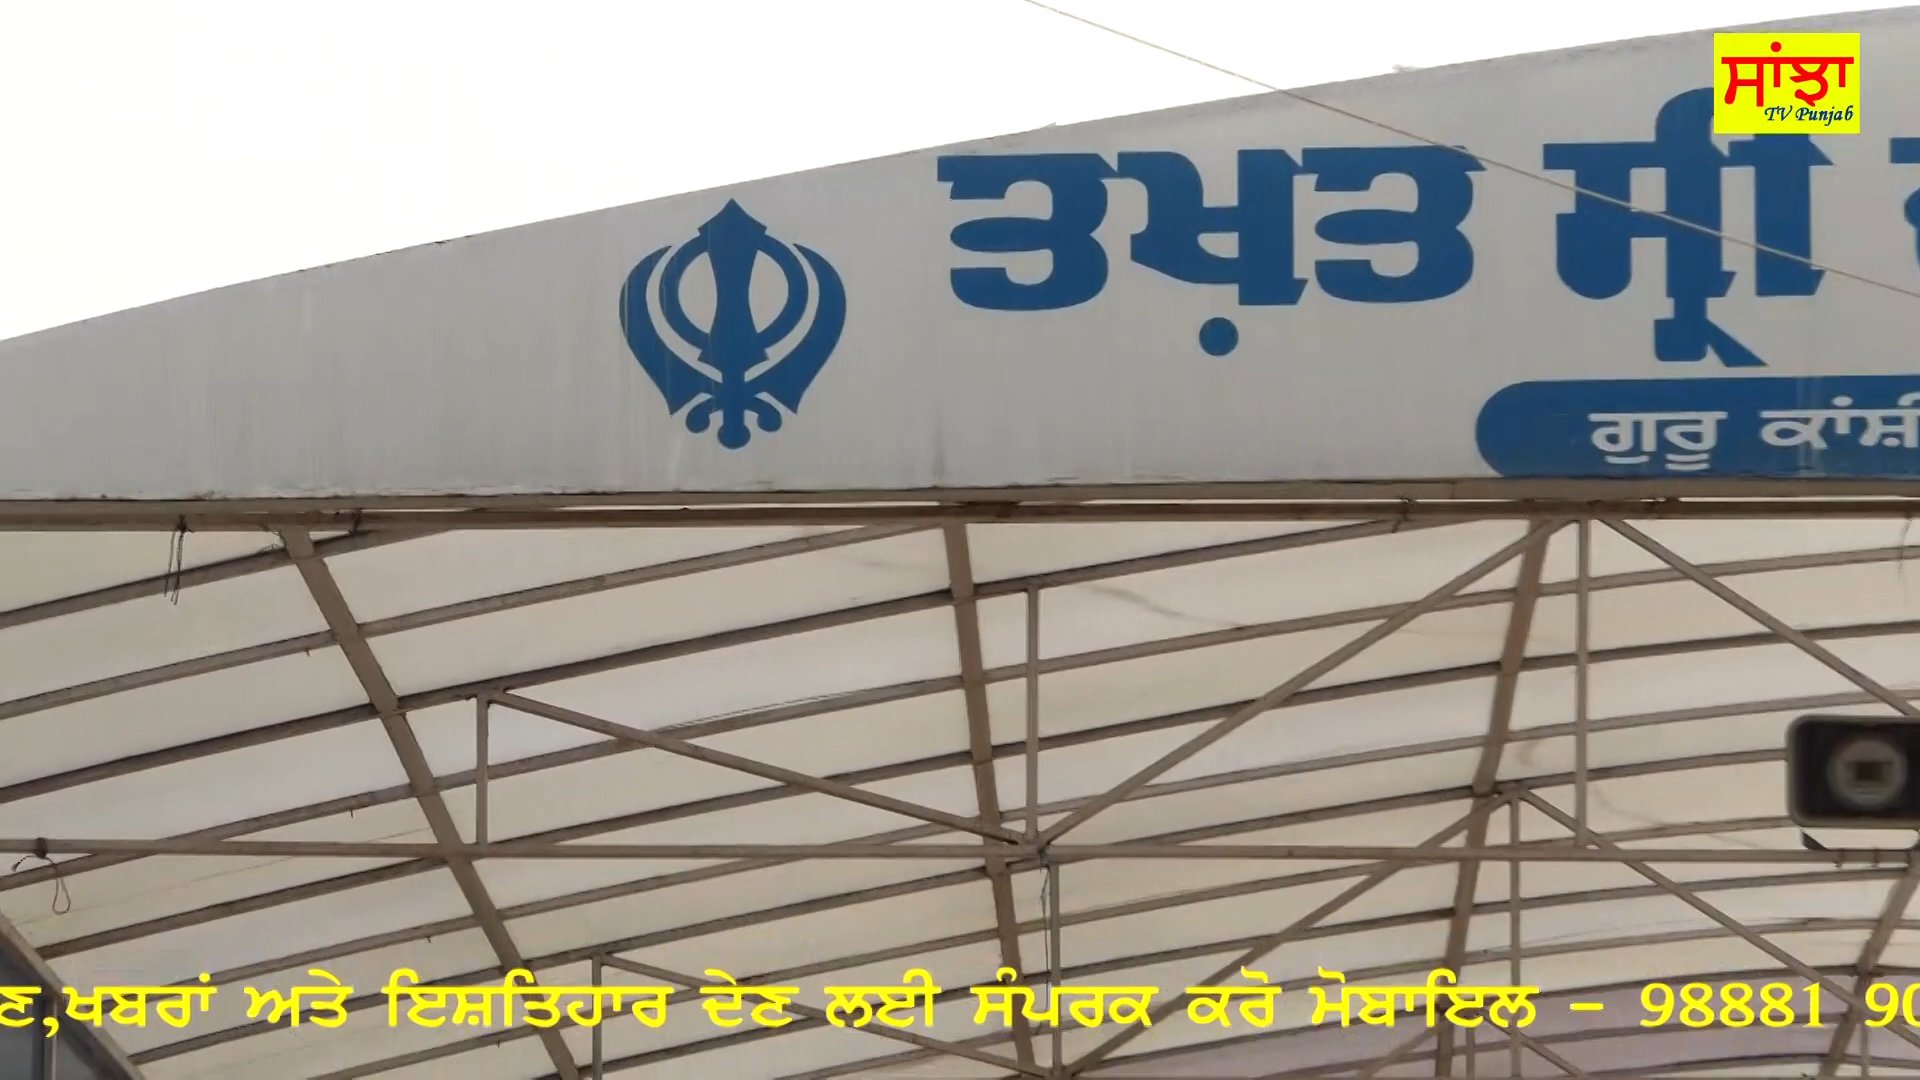 ਸਾਂਝਾ
TV Punjab
ਤਖ਼ਤ ਸ੍ਰੀ
ਗੁਰੂ
ਖਬਰਾਂ ਅਤੇ ਇਸ਼ਤਿਹਾਰ ਦੇਣ ਲਈ ਸੰਪਰਕ ਕਰੋ ਮੋਬਾਇਲ - 98881